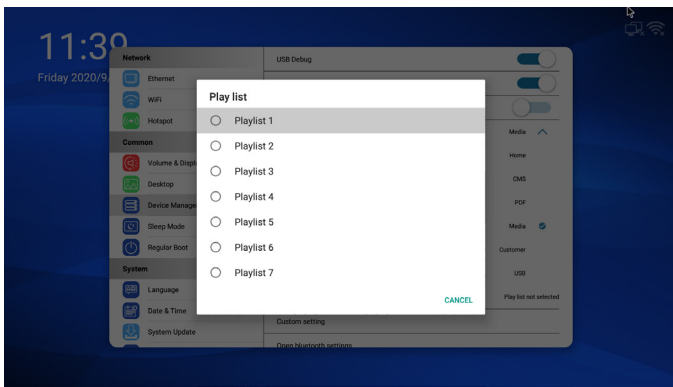 11:39
Friday 2020/9/
Network
Ethernet
WiFi
Hotspot
Common
Volume & Displ
Desktop
Device Manage
Sleep Mode
Regular Boot
System
Language
Date & Time
System Update
USB Debug
Media
Home
CMS
PDF
Media
Customer
USB
Play list not selected
Custom setting
Open bluetooth settings
Play list
Playlist 1
Playlist 2
Playlist 3
Playlist 4
Playlist 5
Playlist 6
Playlist 7
CANCEL